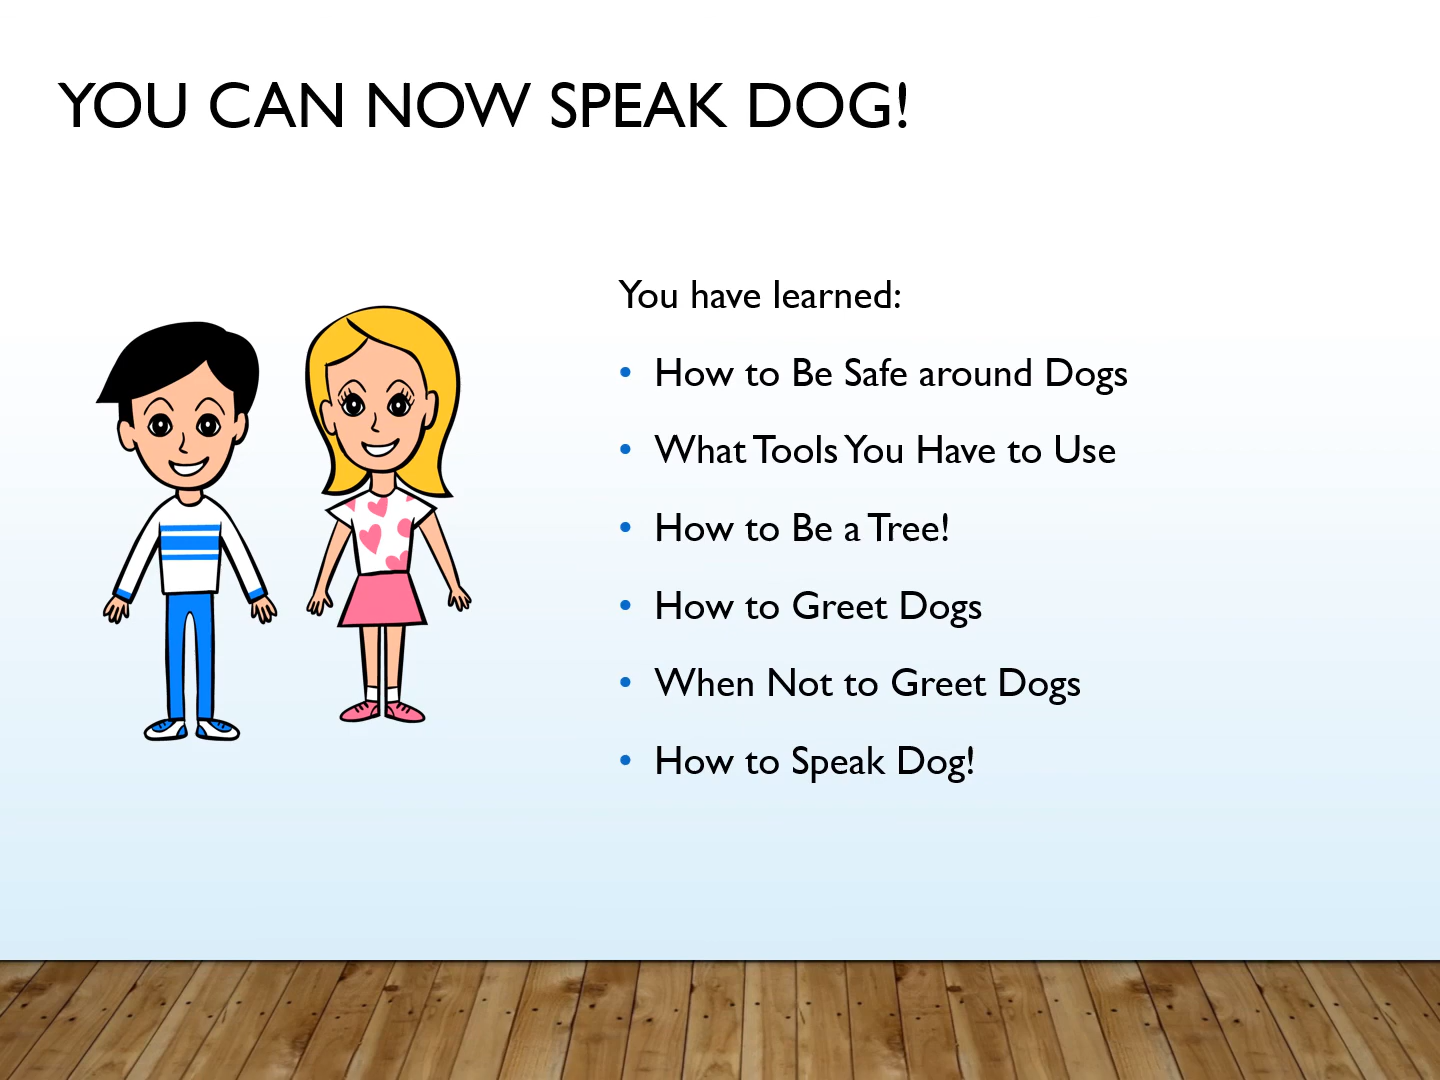 YOU CAN NOW SPEAK DOG!
You have learned:
• How to Be Safe around Dogs
• What Tools You Have to Use
• How to Be a Tree!
• How to Greet Dogs
• When Not to Greet Dogs
• How to Speak Dog!